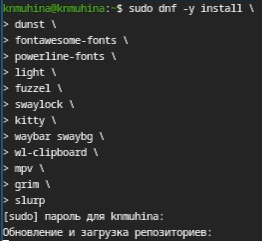 knmuhina@knmuhina:~$ sudo dnf -y install \
> dunst \
> fontawesome-fonts \
> powerline-fonts \
> light \
> fuzzel \
> swaylock \
> kitty \
> waybar swaybg \
> wl-clipboard \
> mpv \
> grim \
> slurp
[sudo] пароль для knmuhina:
Обновление и загрузка репозиториев: